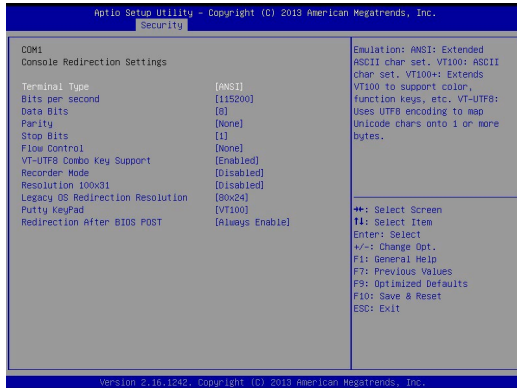 Aptio Setup Utility – Copyright (C) 2013 American Megatrends, Inc.
Security
COM1
Console Redirection Settings
Terminal Type [ANSI]
Bits per second [115200]
Data Bits [8]
Parity [None]
Stop Bits [1]
Flow Control [None]
VT-UTF8 Combo Key Support [Enabled]
Recorder Mode [Disabled]
Resolution 100x31 [Disabled]
Legacy OS Redirection Resolution [80x24]
Putty KeyPad [VT100]
Redirection After BIOS POST [Always Enable]
Emulation: ANSI: Extended
ASCII char set. VT100: ASCII
char set. VT100+: Extends
VT100 to support color,
function keys, etc. VT-UTF8:
Uses UTF8 encoding to map
Unicode chars onto 1 or more
bytes.
→←: Select Screen
↑↓: Select Item
Enter: Select
+/-: Change Opt.
F1: General Help
F7: Previous Values
F9: Optimized Defaults
F10: Save & Reset
ESC: Exit
Version 2.16.1242. Copyright (C) 2013 American Megatrends, Inc.